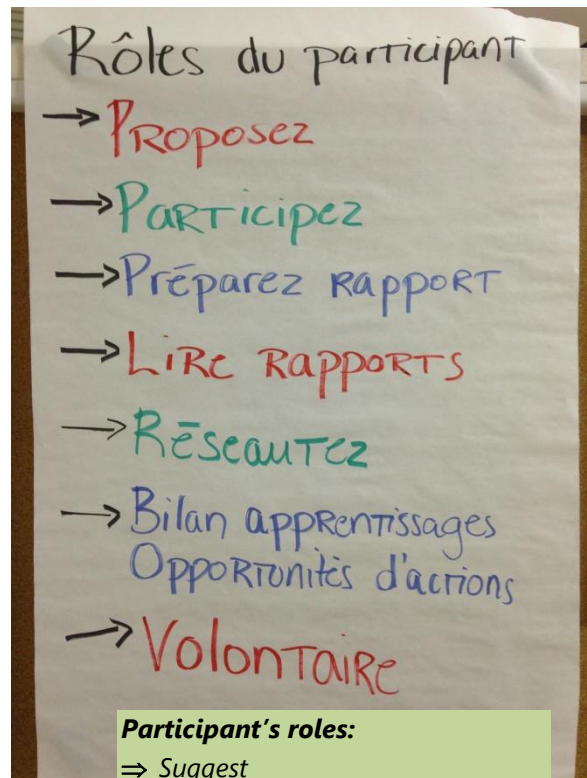 Rôles du participant
→ Proposez
→ Participez
→ Préparez rapport
→ Lire rapports
→ Réseautez
→ Bilan apprentissages
Opportunités d'actions
→ Volontaire
Participant's roles:
⇒ Suggest